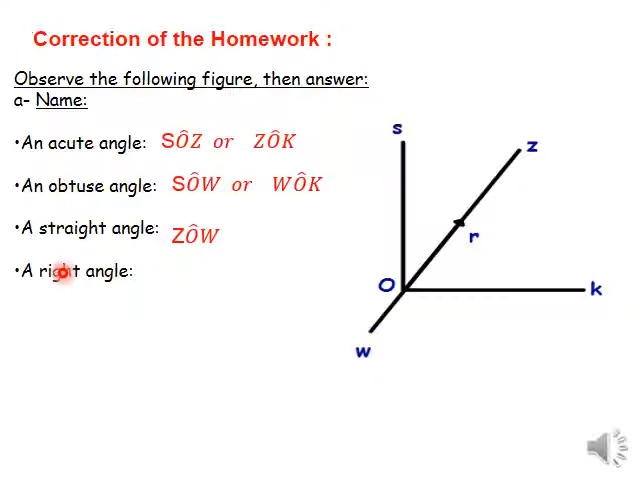 Correction of the Homework :
Observe the following figure, then answer:
a- Name:
•An acute angle: SÔZ or ZÔK
•An obtuse angle: SÔW or WÔK
•A straight angle: ZÔW
•A right angle:
s
z
r
O
k
w